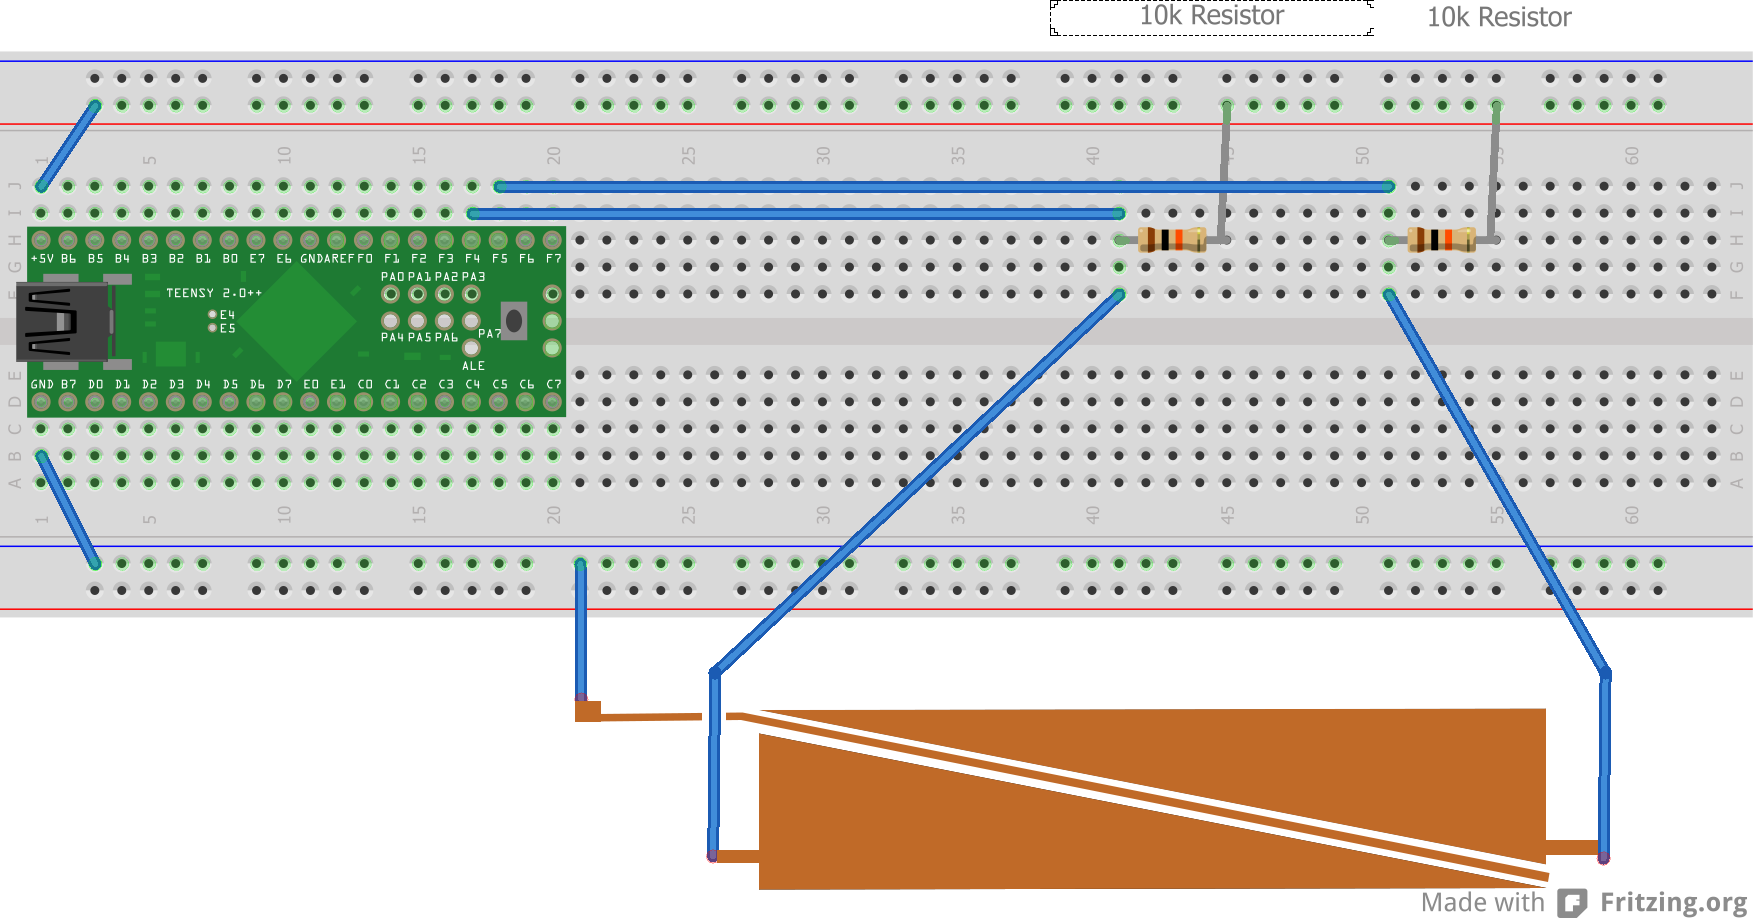 10k Resistor 10k Resistor
1 5 10 15 20 25 30 35 40 45 50 55 60
J J
I I
H H
+5V B6 B5 B4 B3 B2 B1 B0 E7 E6 GND AREF F0 F1 F2 F3 F4 F5 F6 F7
G G
PA0 PA1 PA2 PA3
TEENSY 2.0++
F F
E4
E5
PA4 PA5 PA6 PA7
ALE
E E
GND B7 D0 D1 D2 D3 D4 D5 D6 D7 E0 E1 C0 C1 C2 C3 C4 C5 C6 C7
D D
C C
B B
A A
1 5 10 15 20 25 30 35 40 45 50 55 60
Made with Fritzing.org